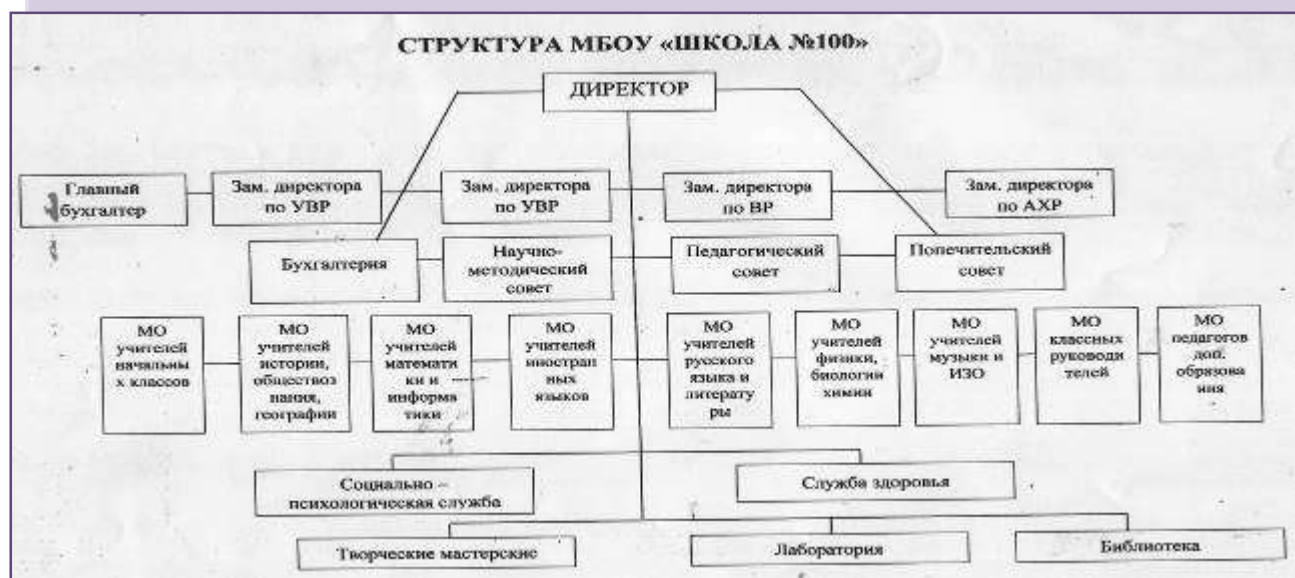 СТРУКТУРА МБОУ «ШКОЛА №100»
ДИРЕКТОР
Главный
бухгалтер
Зам. директора
по УВР
Зам. директора
по УВР
Зам. директора
по ВР
Зам. директора
по АХР
Бухгалтерия
Научно-
методический
совет
Педагогический
совет
Попечительский
совет
МО
учителей
начальны
х классов
МО
учителей
истории,
обществоз
нания,
географии
МО
учителей
математи
ки и
информа
тики
МО
учителей
иностран
ных
языков
МО
учителей
русского
языка и
литерату
ры
МО
учителей
физики,
биологии
химии
МО
учителей
музыки и
ИЗО
МО
классных
руководи
телей
МО
педагогов
доп.
образова
ния
Социально –
психологическая служба
Служба здоровья
Творческие мастерские
Лаборатория
Библиотека